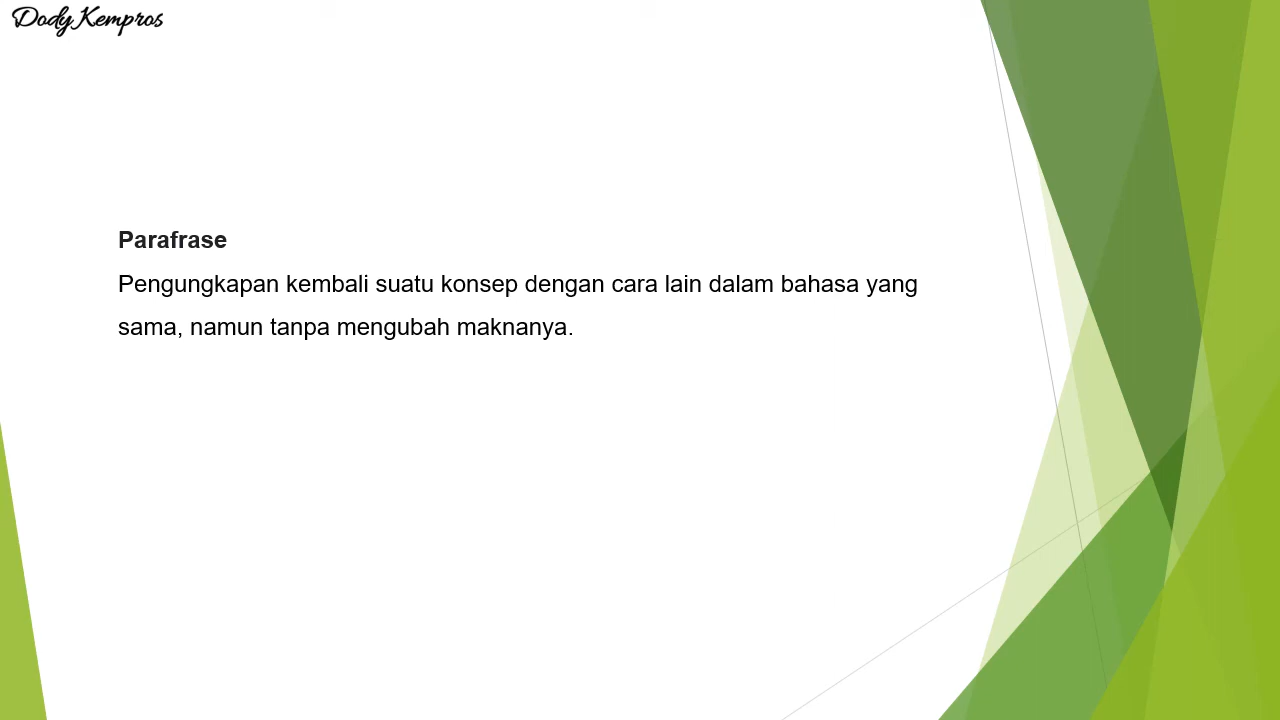 Dody Kempros
Parafrase
Pengungkapan kembali suatu konsep dengan cara lain dalam bahasa yang
sama, namun tanpa mengubah maknanya.